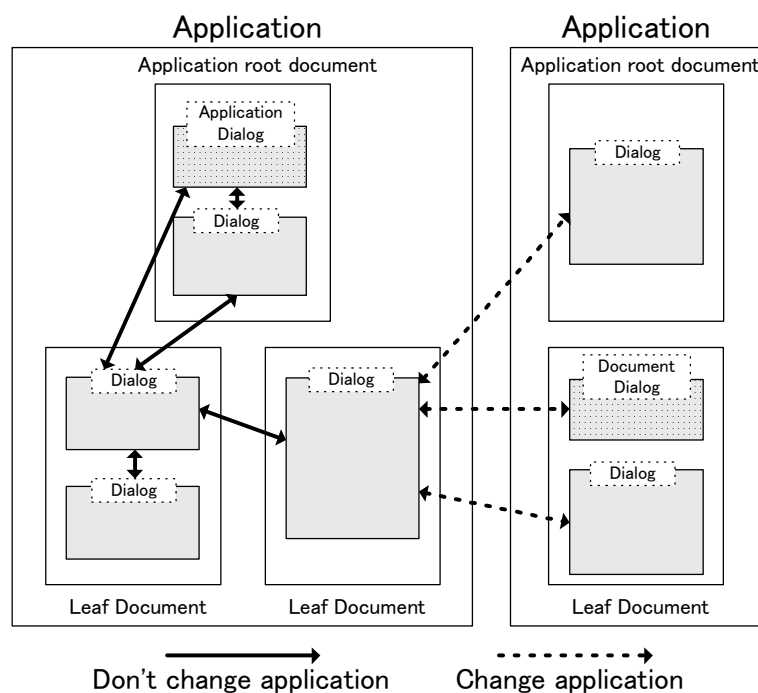 Application
Application root document
Application
Dialog
Dialog
Dialog
Dialog
Leaf Document
Dialog
Leaf Document
Application
Application root document
Dialog
Document
Dialog
Dialog
Leaf Document
Don't change application
Change application